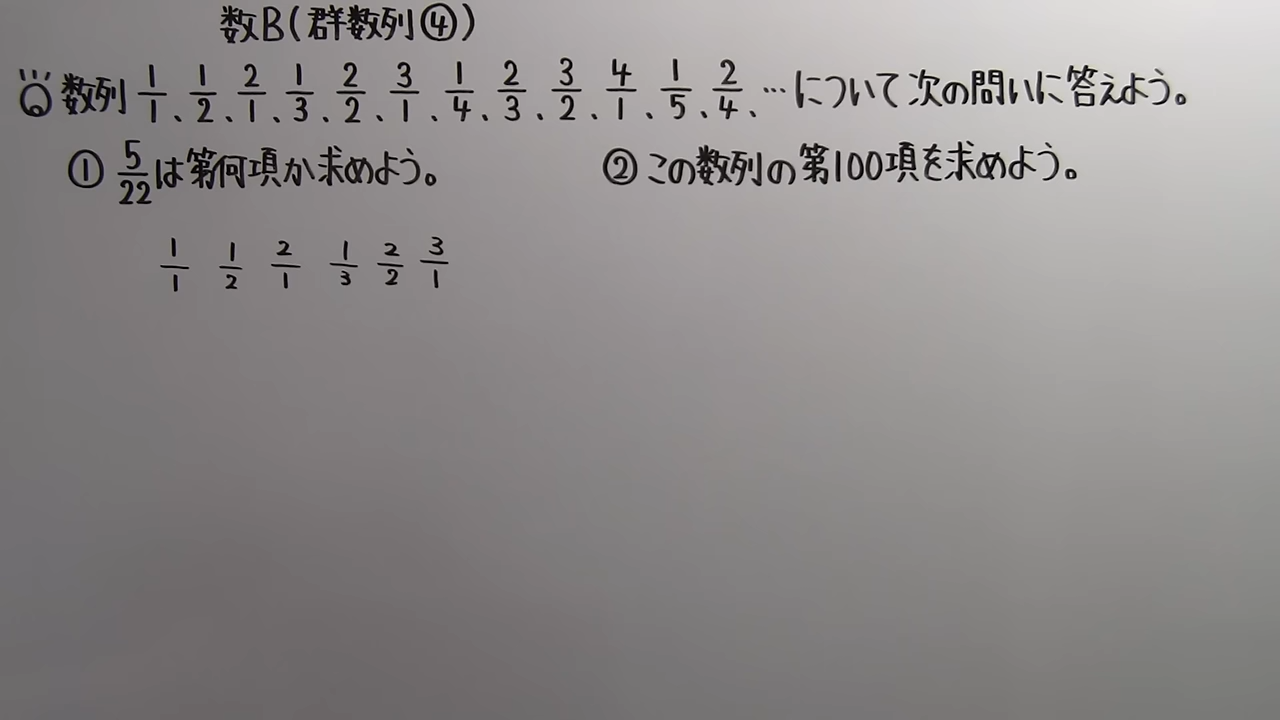 数B(群数列④)
数列 1/1、1/2、2/1、1/3、2/2、3/1、1/4、2/3、3/2、4/1、1/5、2/4、…について次の問いに答えよう。
① 5/22は第何項か求めよう。 ②この数列の第100項を求めよう。
1/1 1/2 2/1 1/3 2/2 3/1